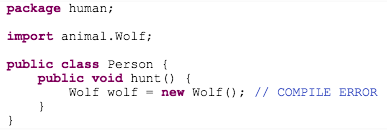 package human;
import animal.Wolf;
public class Person {
    public void hunt() {
        Wolf wolf = new Wolf(); // COMPILE ERROR
    }
}